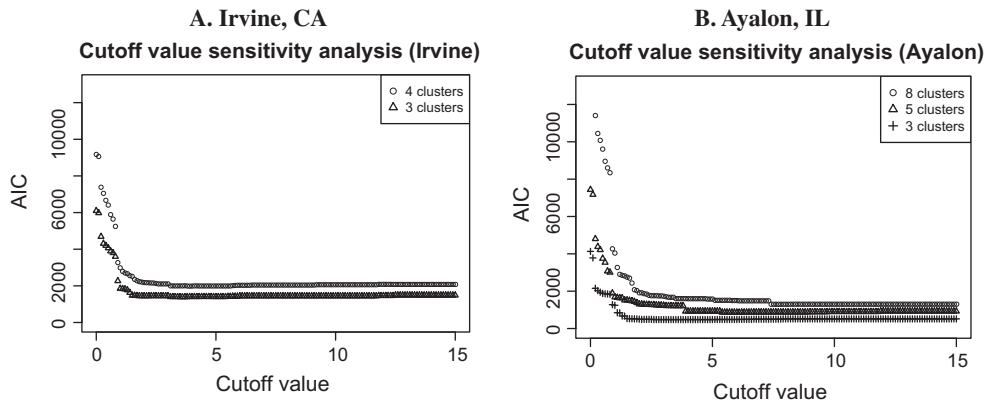 A. Irvine, CA
Cutoff value sensitivity analysis (Irvine)
4 clusters
3 clusters
AIC
10000
6000
2000
0
0
5
10
15
Cutoff value
B. Ayalon, IL
Cutoff value sensitivity analysis (Ayalon)
8 clusters
5 clusters
3 clusters
AIC
10000
6000
2000
0
0
5
10
15
Cutoff value